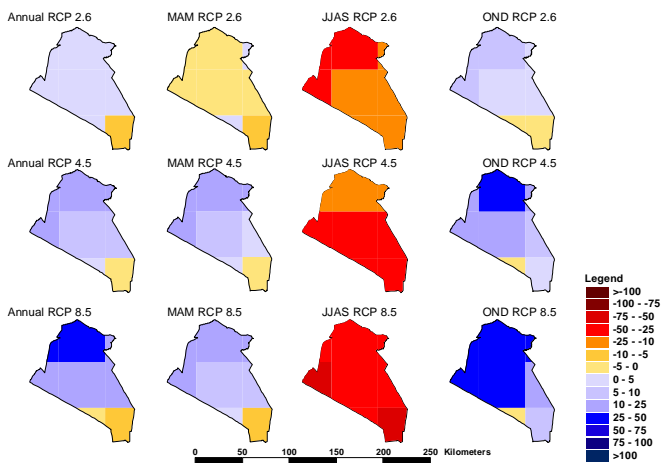 Annual RCP 2.6 MAM RCP 2.6 JJAS RCP 2.6 OND RCP 2.6
Annual RCP 4.5 MAM RCP 4.5 JJAS RCP 4.5 OND RCP 4.5
Annual RCP 8.5 MAM RCP 8.5 JJAS RCP 8.5 OND RCP 8.5
Legend
>-100
-100 - -75
-75 - -50
-50 - -25
-25 - -10
-10 - -5
-5 - 0
0 - 5
5 - 10
10 - 25
25 - 50
50 - 75
75 - 100
>100
0 50 100 150 200 250 Kilometers